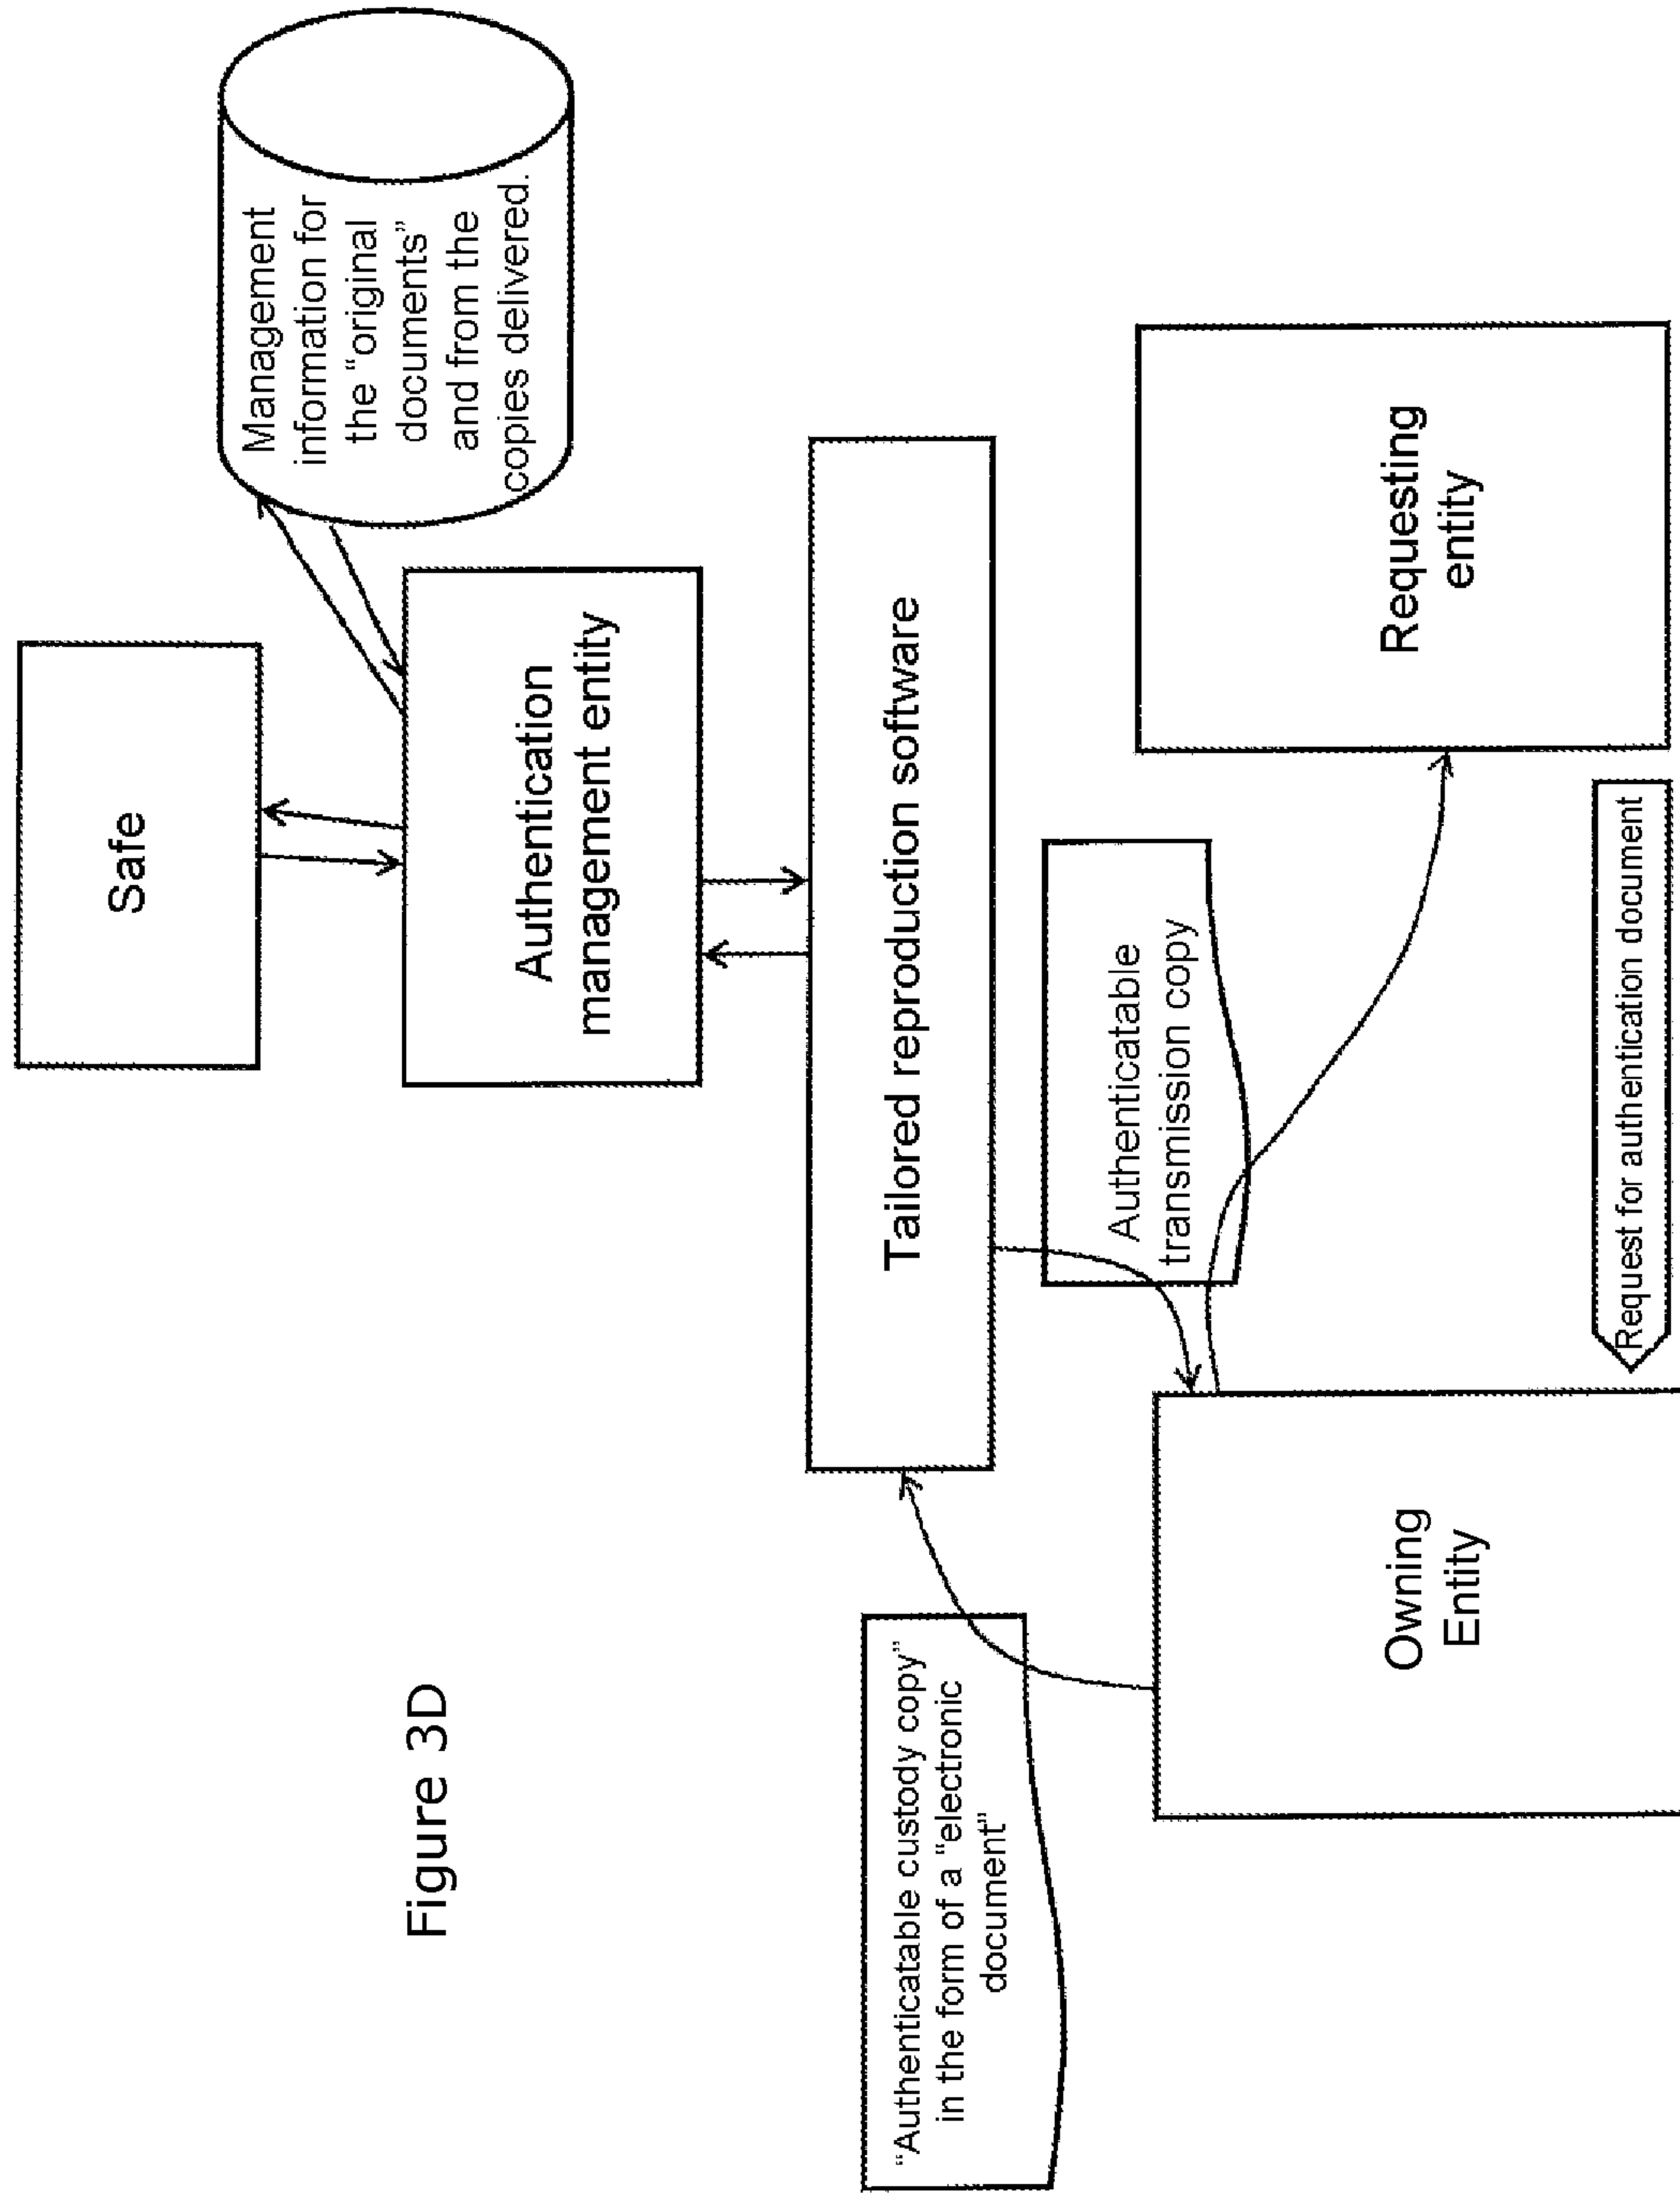 Figure 3D
Safe
Management
information for
the "original
documents"
and from the
copies delivered.
Authentication
management entity
Tailored reproduction software
"Authenticatable custody copy"
in the form of a "electronic
document"
Authenticatable
transmission copy
Owning
Entity
Requesting
entity
Request for authentication document